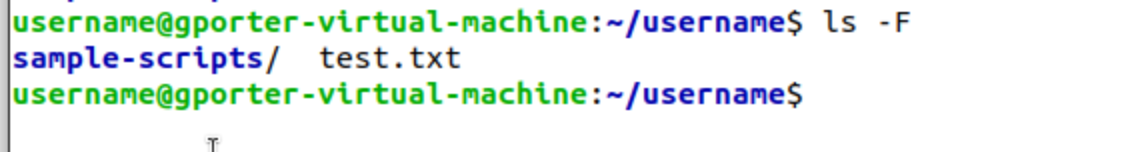 username@gporter-virtual-machine:~/username$ ls -F
sample-scripts/  test.txt
username@gporter-virtual-machine:~/username$